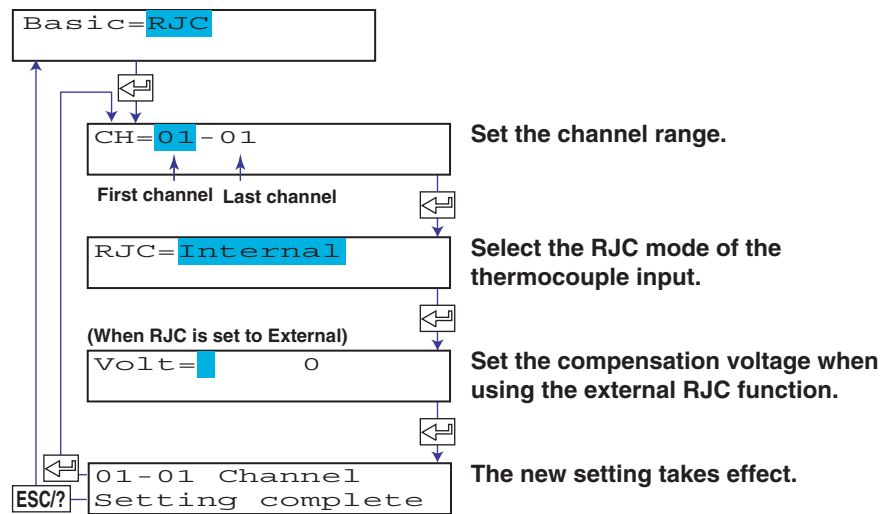 Basic=RJC
CH=01-01
Set the channel range.
First channel Last channel
RJC=Internal
Select the RJC mode of the
thermocouple input.
(When RJC is set to External)
Volt= 0
Set the compensation voltage when
using the external RJC function.
01-01 Channel
The new setting takes effect.
ESC/?
Setting complete